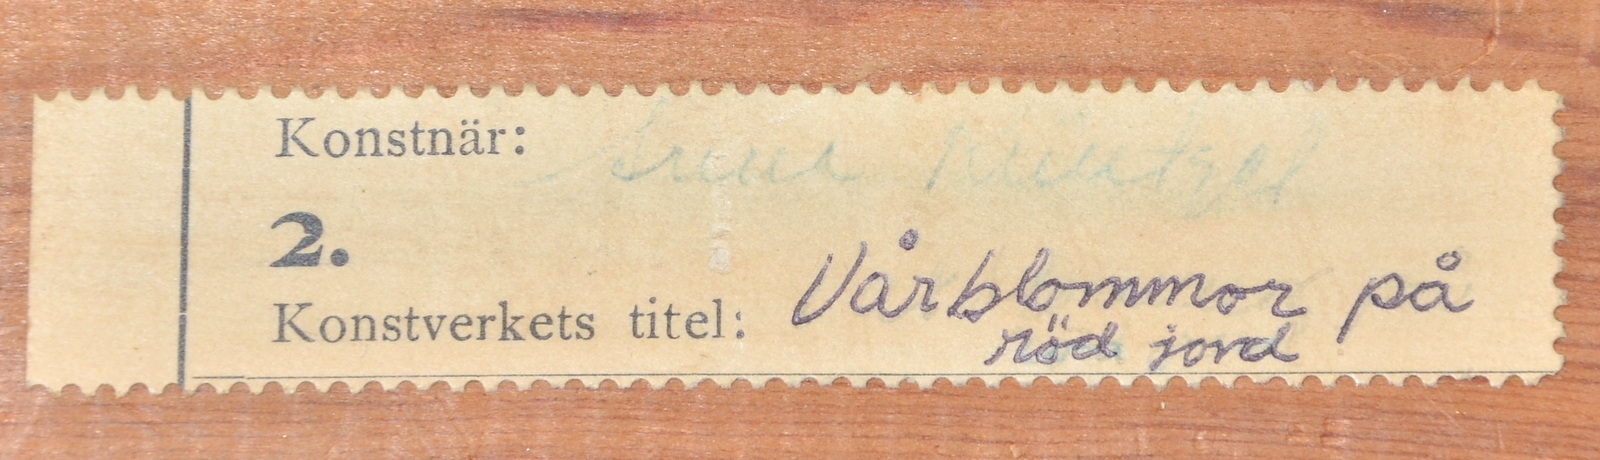 Konstnär:
2.
Konstverkets titel: Vårblommor på
röd jord